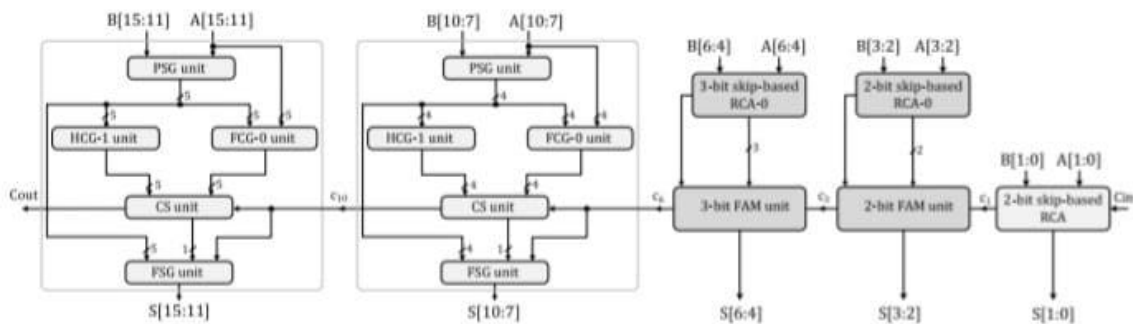 B[15:11] A[15:11]
PSG unit
5
5
5
5
HCG-1 unit
FCG-0 unit
5
5
Cout
CS unit
5
1
FSG unit
S[15:11]
B[10:7] A[10:7]
PSG unit
4
4
4
4
HCG-1 unit
FCG-0 unit
4
4
c10
CS unit
4
1
FSG unit
S[10:7]
B[6:4] A[6:4]
3-bit skip-based
RCA-0
3
c6
3-bit FAM unit
S[6:4]
B[3:2] A[3:2]
2-bit skip-based
RCA-0
2
c3
2-bit FAM unit
S[3:2]
B[1:0] A[1:0]
c1
2-bit skip-based
RCA
Cin
S[1:0]